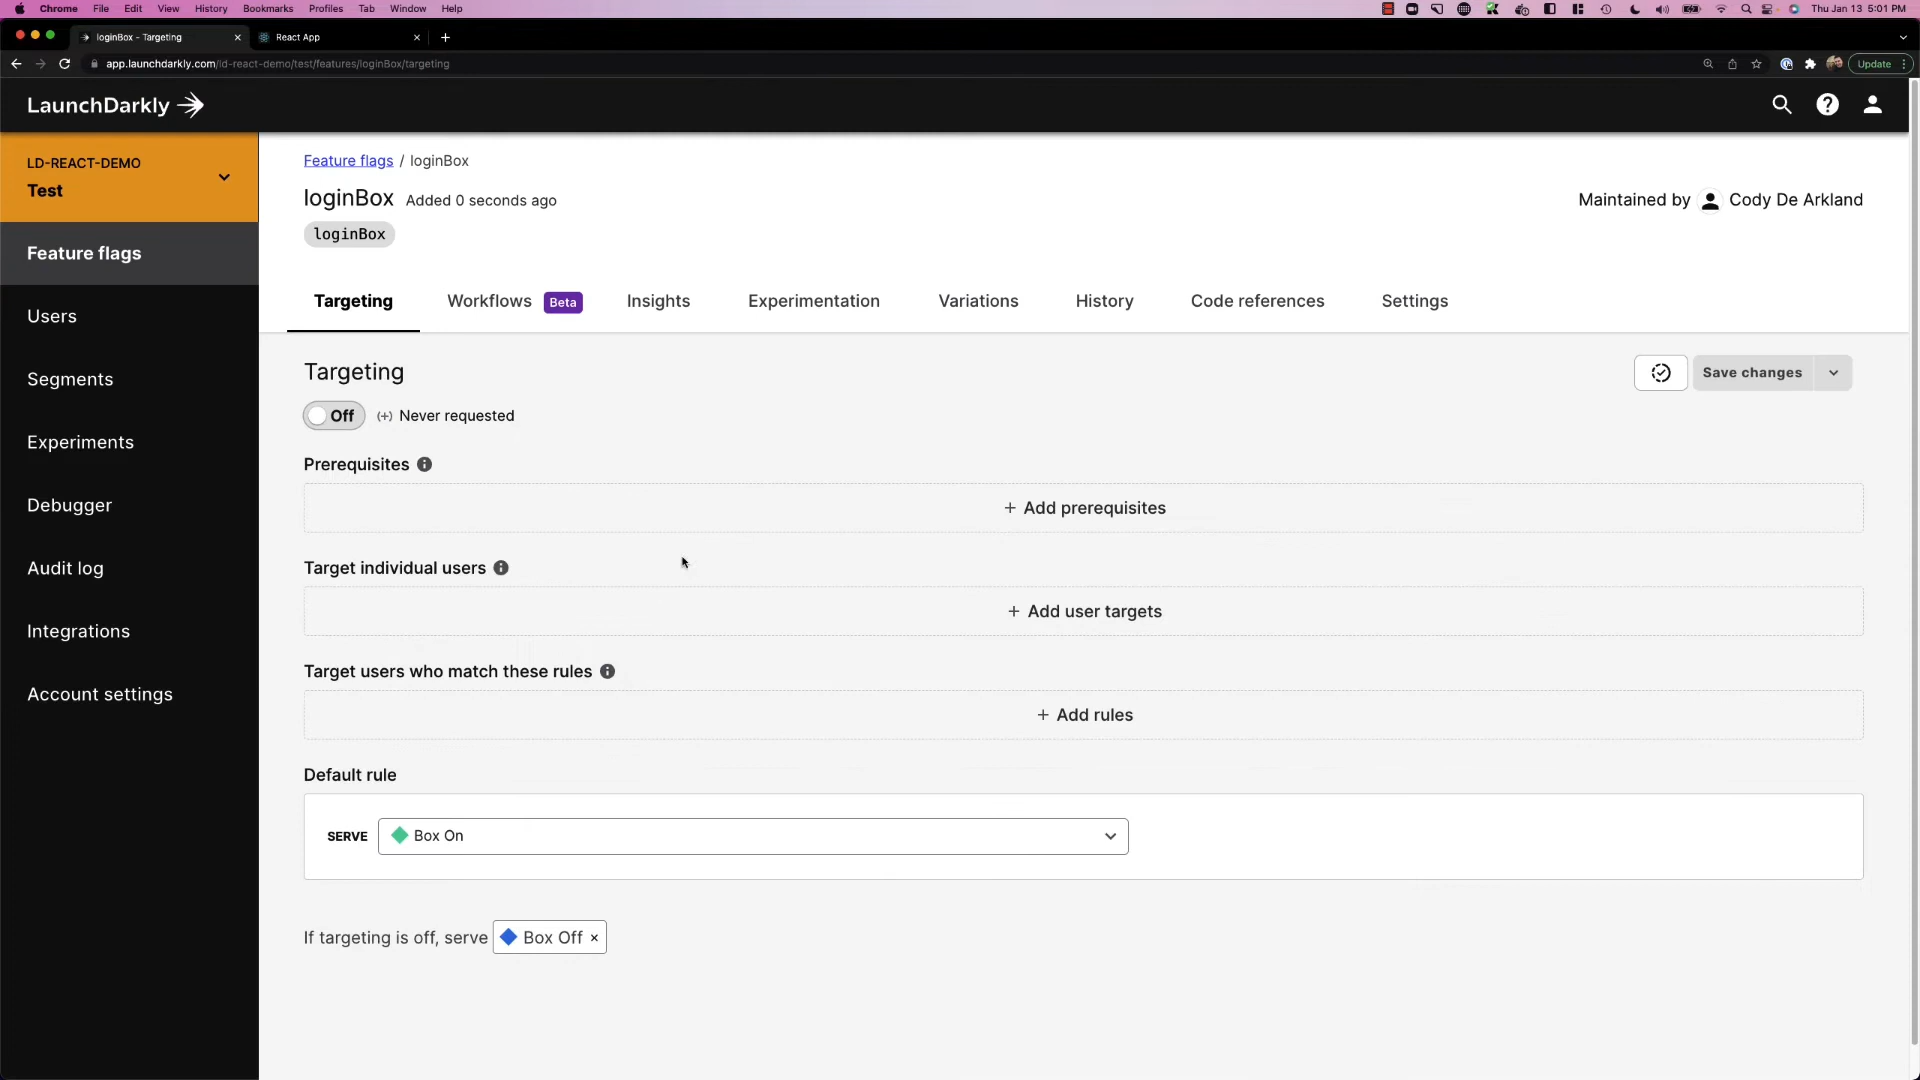 Chrome File Edit View History Bookmarks Profiles Tab Window Help Thu Jan 13 5:01 PM
loginBox - Targeting × React App × +
app.launchdarkly.com/ld-react-demo/test/features/loginBox/targeting Update
LaunchDarkly
LD-REACT-DEMO
Test
Feature flags
Users
Segments
Experiments
Debugger
Audit log
Integrations
Account settings
Feature flags / loginBox
loginBox Added 0 seconds ago
Maintained by Cody De Arkland
loginBox
Targeting Workflows Beta Insights Experimentation Variations History Code references Settings
Targeting
Save changes
Off (+) Never requested
Prerequisites
+ Add prerequisites
Target individual users
+ Add user targets
Target users who match these rules
+ Add rules
Default rule
SERVE Box On
If targeting is off, serve Box Off ×